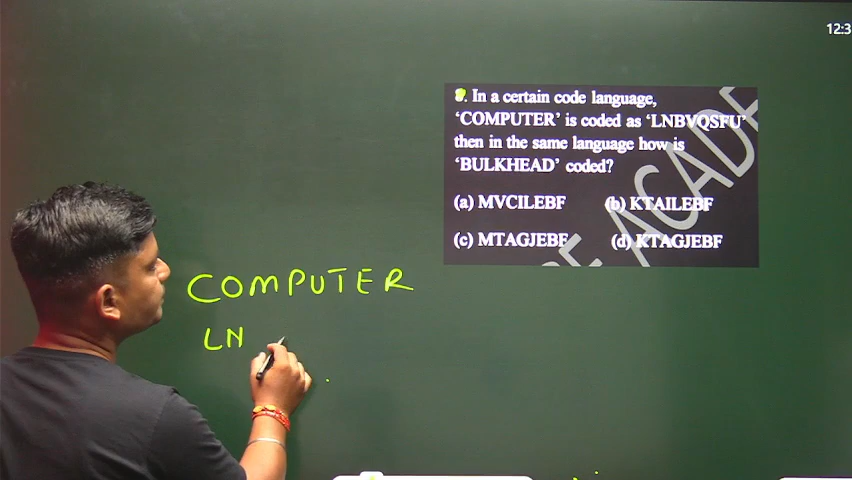 12:3
8. In a certain code language,
‘COMPUTER’ is coded as ‘LNBVQSFU’
then in the same language how is
‘BULKHEAD’ coded?
(a) MVCILEBF (b) KTAILEBF
(c) MTAGJEBF (d) KTAGJEBF
ACADE
COMPUTER
LN